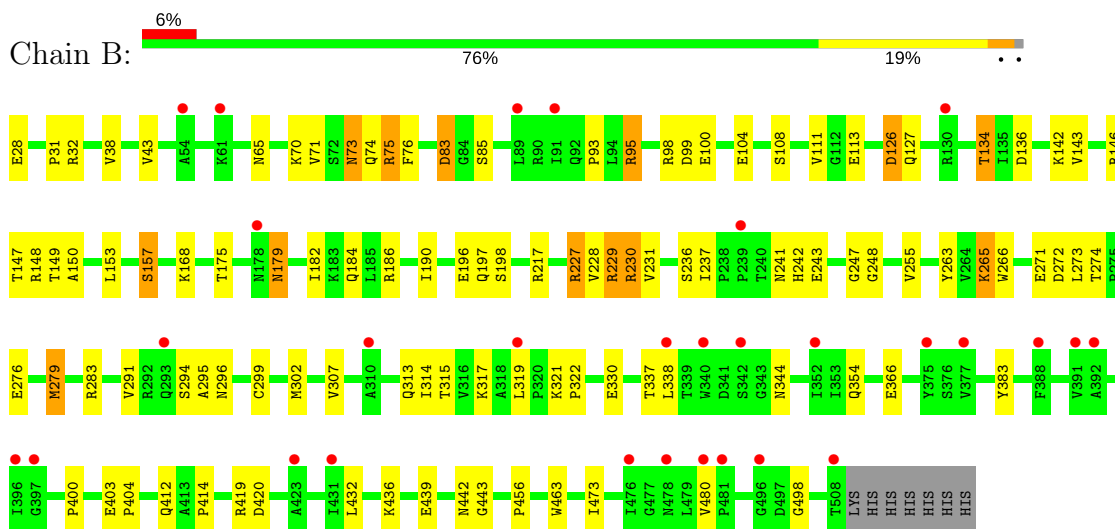 6%
Chain B:
76% 19% • •
E28 P31 R32 V38 V43 A54 K61 N65 K70 V71 S72 N73 Q74 R75 F76 D83 G84 S85 L89 R90 I91 Q92 P93 L94 R95 R98 D99 E100 E104 S108 V111 G112 E113 D126 Q127 R130 T134 I135 D136 K142 V143 R146
T147 R148 T149 A150 L153 S157 K168 T175 N178 N179 I182 K183 Q184 L185 R186 I190 E196 Q197 S198 R217 R227 V228 R229 R230 V231 S236 I237 P238 P239 T240 N241 H242 E243 G247 G248 V255 Y263 V264 K265 W266 E271 D272 L273 T274 P275
E276 M279 R283 V291 R292 Q293 S294 A295 N296 C299 M302 V307 A310 Q313 I314 T315 V316 K317 A318 L319 P320 K321 P322 E330 T337 L338 T339 W340 D341 S342 G343 N344 I352 I353 Q354 E366 Y375 S376 V377 Y383 F388 V391 A392
I396 G397 P400 E403 P404 Q412 A413 P414 R419 D420 A423 I431 L432 K436 E439 N442 G443 P456 W463 I473 I476 G477 N478 L479 V480 P481 G496 D497 G498 T508 LYS HIS HIS HIS HIS HIS HIS